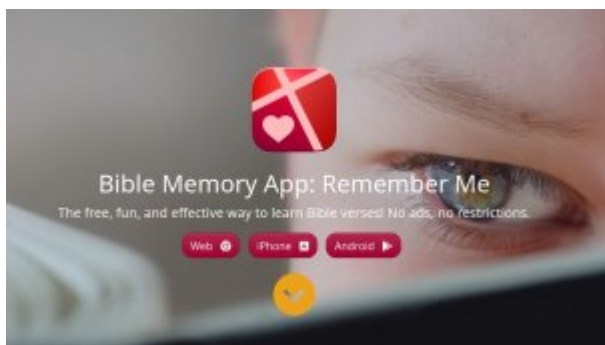 Bible Memory App: Remember Me
The free, fun, and effective way to learn Bible verses! No ads, no restrictions.
Web iPhone Android